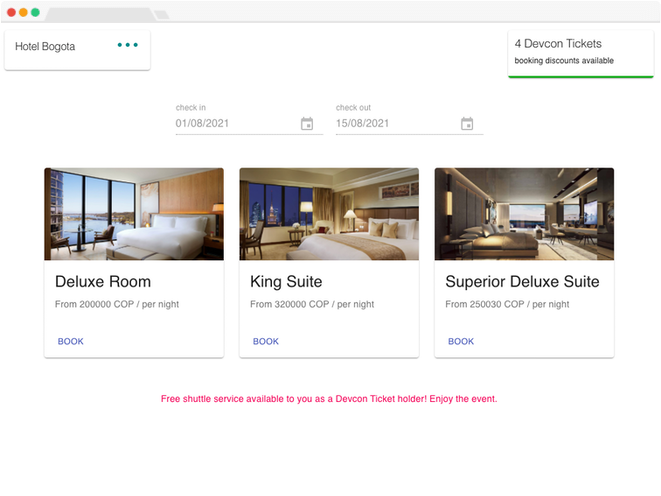 Hotel Bogota
4 Devcon Tickets
booking discounts available
check in
01/08/2021
check out
15/08/2021
Deluxe Room
From 200000 COP / per night
BOOK
King Suite
From 320000 COP / per night
BOOK
Superior Deluxe Suite
From 250030 COP / per night
BOOK
Free shuttle service available to you as a Devcon Ticket holder! Enjoy the event.